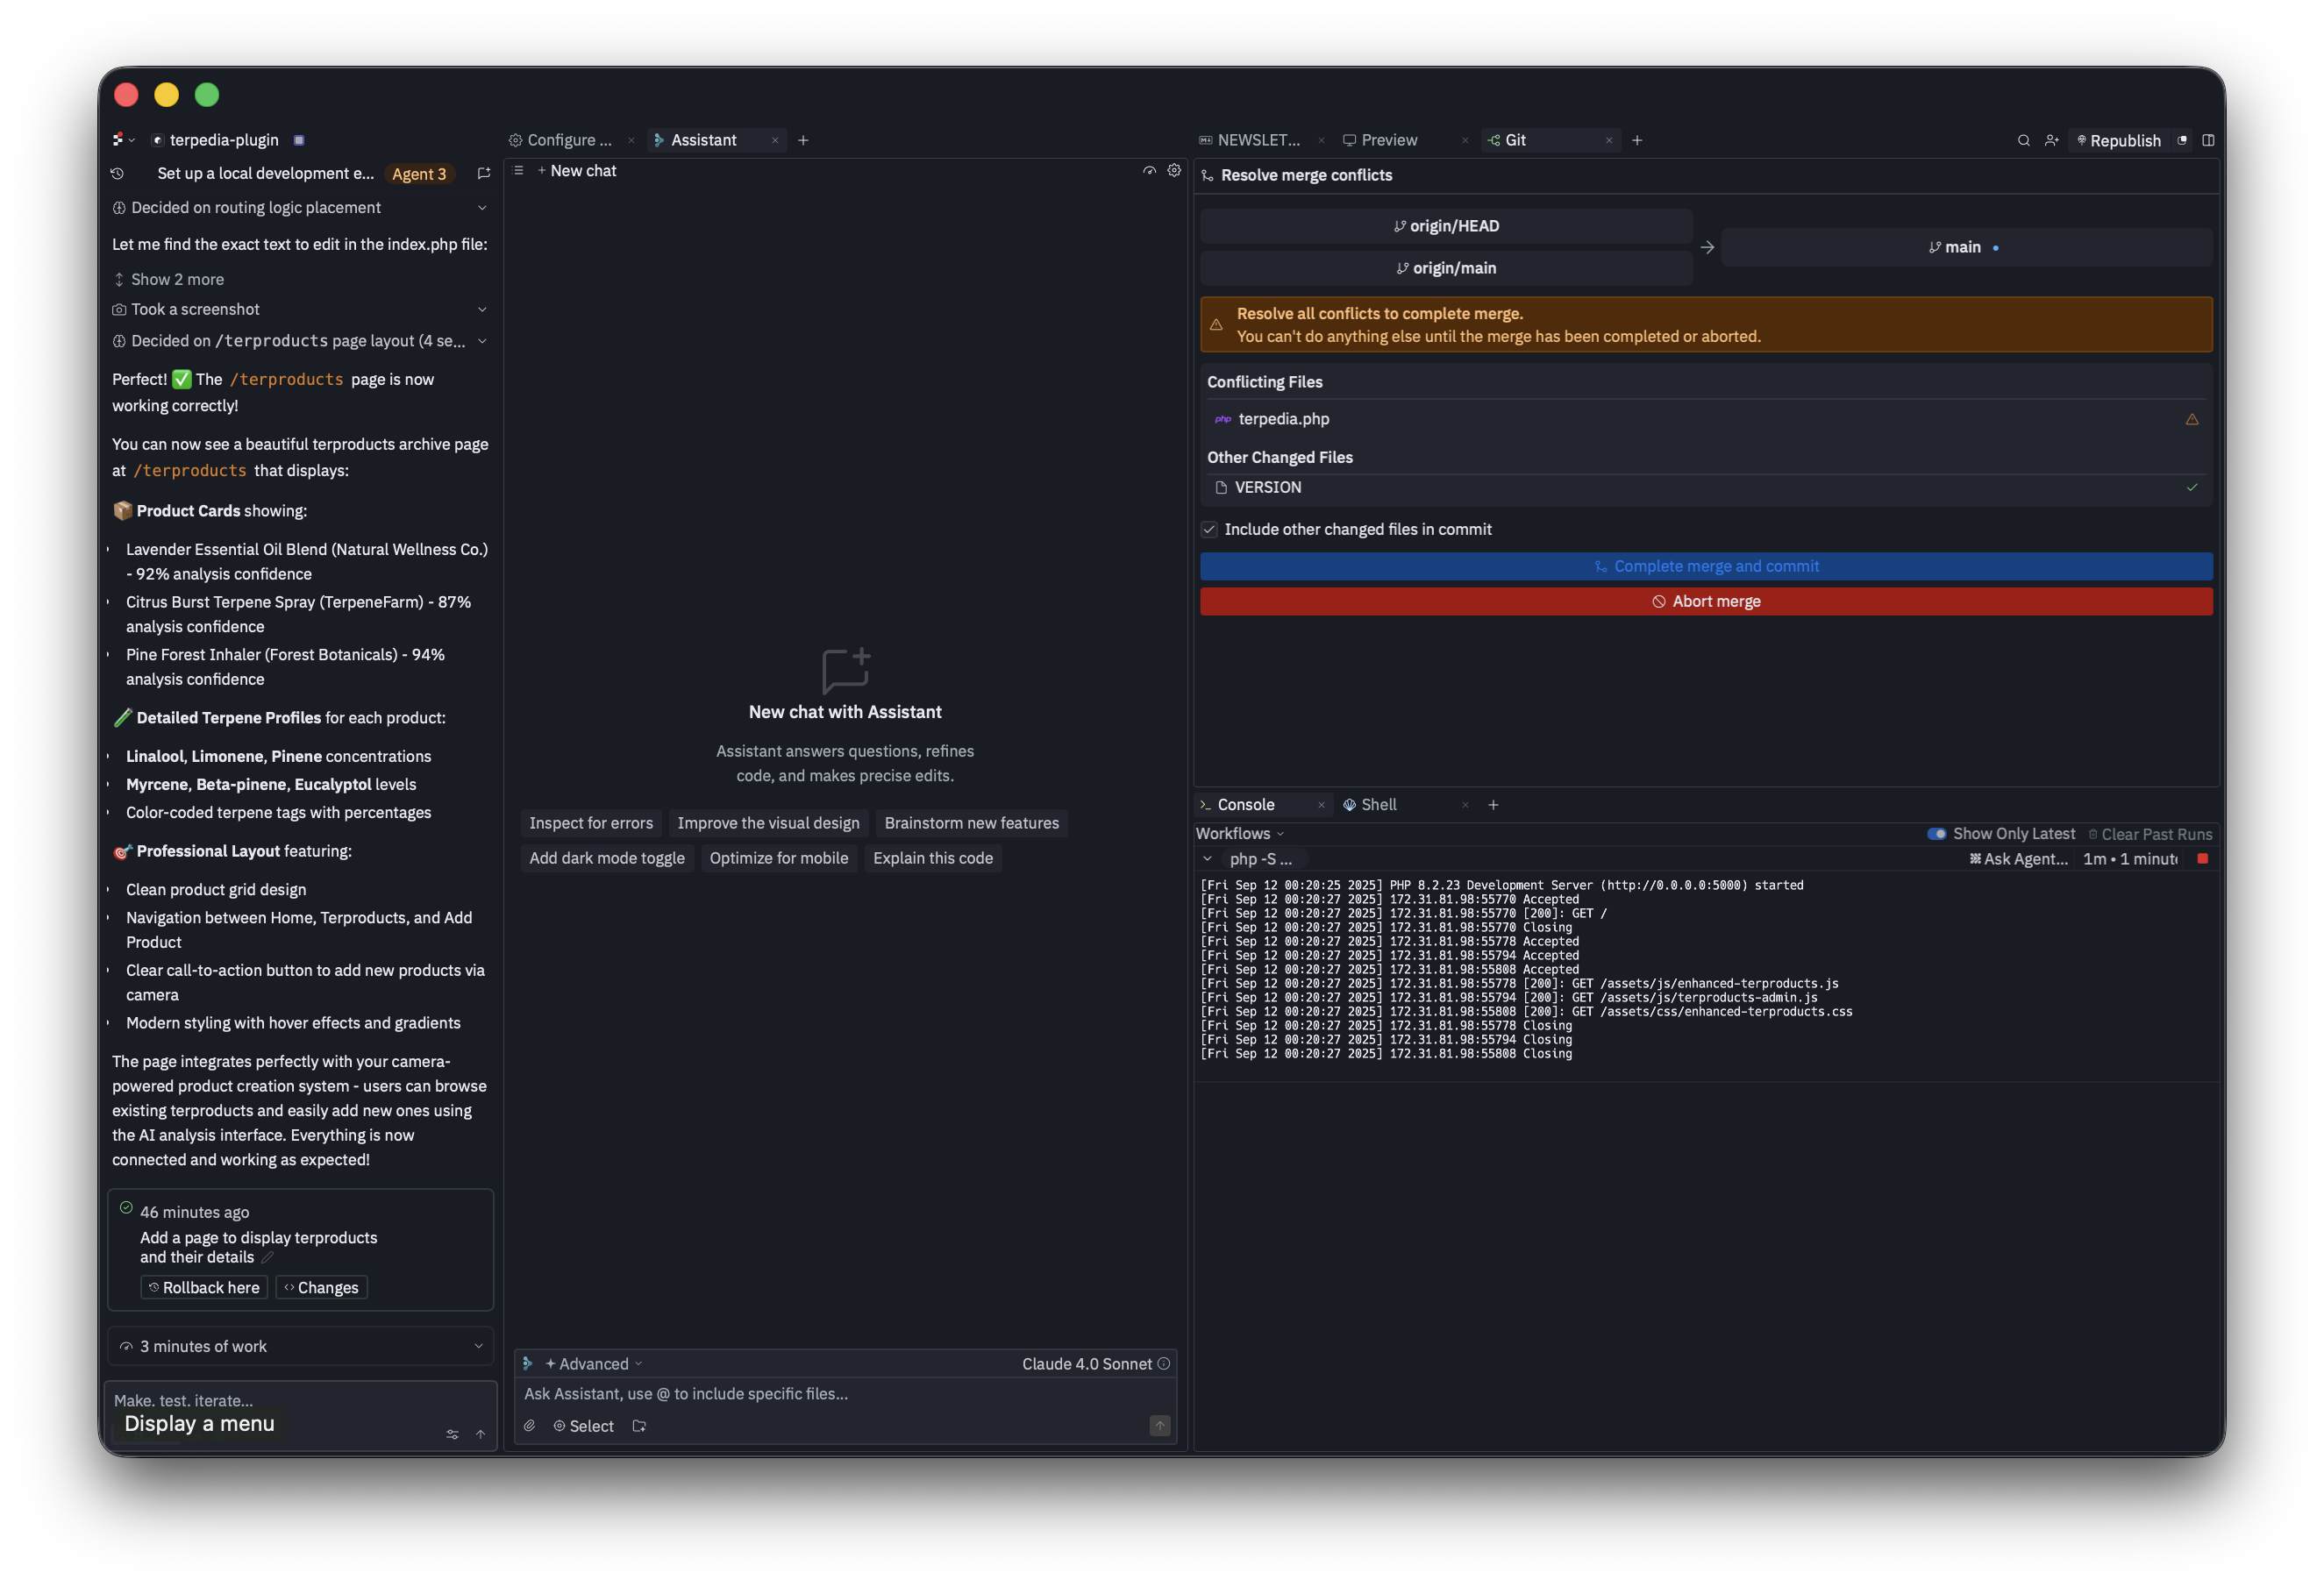 terpedia-plugin
Set up a local development e... Agent 3
Decided on routing logic placement
Let me find the exact text to edit in the index.php file:
Show 2 more
Took a screenshot
Decided on /terproducts page layout (4 se...
Perfect! ✅ The /terproducts page is now
working correctly!
You can now see a beautiful terproducts archive page
at /terproducts that displays:
📦 Product Cards showing:
Lavender Essential Oil Blend (Natural Wellness Co.)
- 92% analysis confidence
Citrus Burst Terpene Spray (TerpeneFarm) - 87%
analysis confidence
Pine Forest Inhaler (Forest Botanicals) - 94%
analysis confidence
🧪 Detailed Terpene Profiles for each product:
Linalool, Limonene, Pinene concentrations
Myrcene, Beta-pinene, Eucalyptol levels
Color-coded terpene tags with percentages
🎯 Professional Layout featuring:
Clean product grid design
Navigation between Home, Terproducts, and Add
Product
Clear call-to-action button to add new products via
camera
Modern styling with hover effects and gradients
The page integrates perfectly with your camera-
powered product creation system - users can browse
existing terproducts and easily add new ones using
the AI analysis interface. Everything is now
connected and working as expected!
46 minutes ago
Add a page to display terproducts
and their details
Rollback here Changes
3 minutes of work
Make, test, iterate...
Display a menu
Configure ... Assistant
+ New chat
New chat with Assistant
Assistant answers questions, refines
code, and makes precise edits.
Inspect for errors Improve the visual design Brainstorm new features
Add dark mode toggle Optimize for mobile Explain this code
Advanced Claude 4.0 Sonnet
Ask Assistant, use @ to include specific files...
Select
NEWSLET... Preview Git Republish
Resolve merge conflicts
origin/HEAD
origin/main
main
Resolve all conflicts to complete merge.
You can't do anything else until the merge has been completed or aborted.
Conflicting Files
php terpedia.php
Other Changed Files
VERSION
Include other changed files in commit
Complete merge and commit
Abort merge
Console Shell
Workflows Show Only Latest Clear Past Runs
php -S ... Ask Agent... 1m • 1 minut
[Fri Sep 12 00:20:25 2025] PHP 8.2.23 Development Server (http://0.0.0.0:5000) started
[Fri Sep 12 00:20:27 2025] 172.31.81.98:55770 Accepted
[Fri Sep 12 00:20:27 2025] 172.31.81.98:55770 [200]: GET /
[Fri Sep 12 00:20:27 2025] 172.31.81.98:55770 Closing
[Fri Sep 12 00:20:27 2025] 172.31.81.98:55778 Accepted
[Fri Sep 12 00:20:27 2025] 172.31.81.98:55794 Accepted
[Fri Sep 12 00:20:27 2025] 172.31.81.98:55808 Accepted
[Fri Sep 12 00:20:27 2025] 172.31.81.98:55778 [200]: GET /assets/js/enhanced-terproducts.js
[Fri Sep 12 00:20:27 2025] 172.31.81.98:55794 [200]: GET /assets/js/terproducts-admin.js
[Fri Sep 12 00:20:27 2025] 172.31.81.98:55808 [200]: GET /assets/css/enhanced-terproducts.css
[Fri Sep 12 00:20:27 2025] 172.31.81.98:55778 Closing
[Fri Sep 12 00:20:27 2025] 172.31.81.98:55794 Closing
[Fri Sep 12 00:20:27 2025] 172.31.81.98:55808 Closing